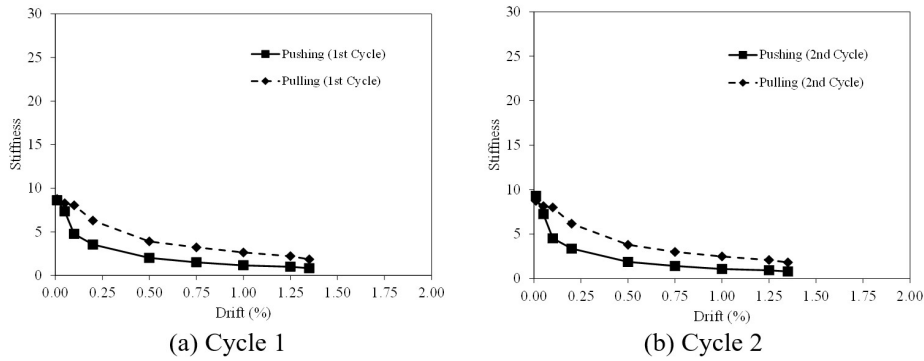 30
25
20
15
10
5
0
Stiffness
Pushing (1st Cycle)
Pulling (1st Cycle)
0.00 0.25 0.50 0.75 1.00 1.25 1.50 1.75 2.00
Drift (%)
(a) Cycle 1
30
25
20
15
10
5
0
Stiffness
Pushing (2nd Cycle)
Pulling (2nd Cycle)
0.00 0.25 0.50 0.75 1.00 1.25 1.50 1.75 2.00
Drift (%)
(b) Cycle 2